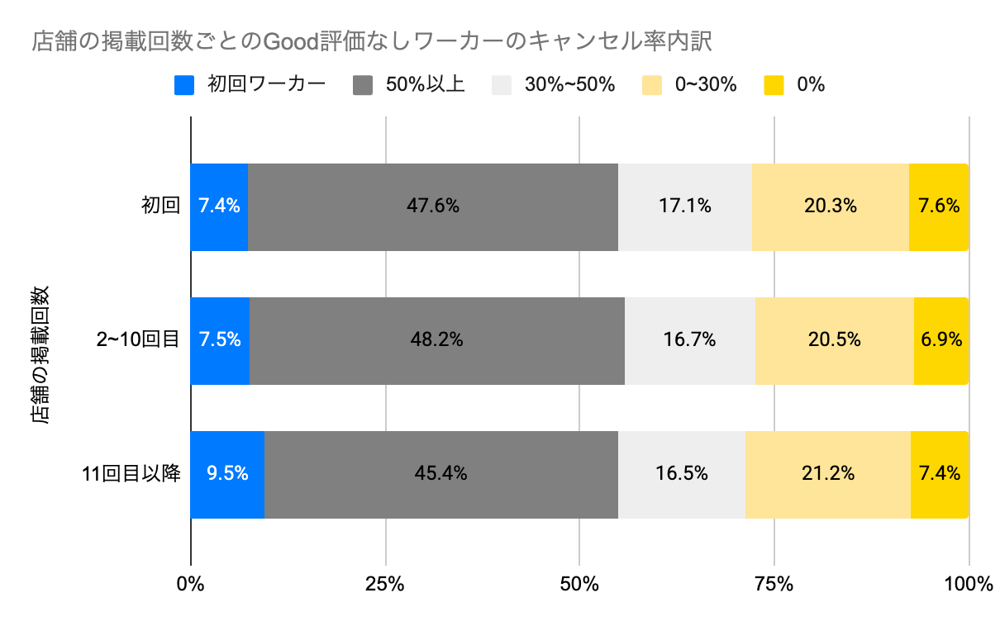 店舗の掲載回数ごとのGood評価なしワーカーのキャンセル率内訳
初回ワーカー 50%以上 30%~50% 0~30% 0%
店舗の掲載回数
初回 7.4% 47.6% 17.1% 20.3% 7.6%
2~10回目 7.5% 48.2% 16.7% 20.5% 6.9%
11回目以降 9.5% 45.4% 16.5% 21.2% 7.4%
0% 25% 50% 75% 100%